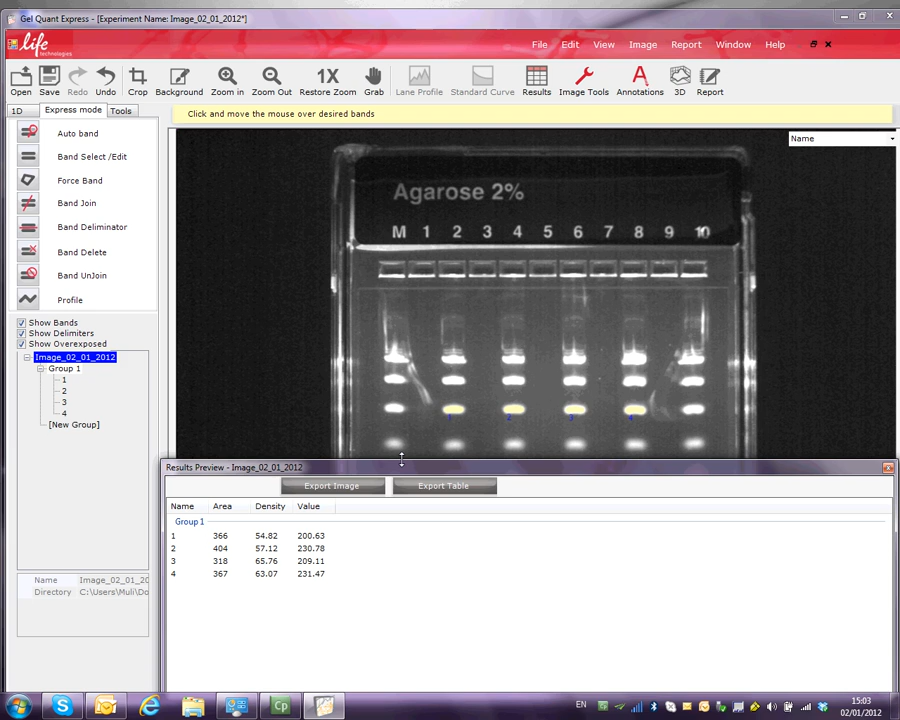 Gel Quant Express - [Experiment Name: Image_02_01_2012*]
life technologies
File Edit View Image Report Window Help
Open Save Redo Undo Crop Background Zoom in Zoom Out Restore Zoom Grab Lane Profile Standard Curve Results Image Tools Annotations 3D Report
1X
1D Express mode Tools
Click and move the mouse over desired bands
Auto band
Band Select /Edit
Force Band
Band Join
Band Deliminator
Band Delete
Band UnJoin
Profile
Name
Agarose 2%
M 1 2 3 4 5 6 7 8 9 10
1 2 3 4
Show Bands
Show Delimiters
Show Overexposed
Image_02_01_2012
Group 1
1
2
3
4
[New Group]
Name Image_02_01_20
Directory C:\Users\Muli\Do
Results Preview - Image_02_01_2012
Export Image Export Table
Name Area Density Value
Group 1
1 366 54.82 200.63
2 404 57.12 230.78
3 318 65.76 209.11
4 367 63.07 231.47
Cp
EN
15:03
02/01/2012